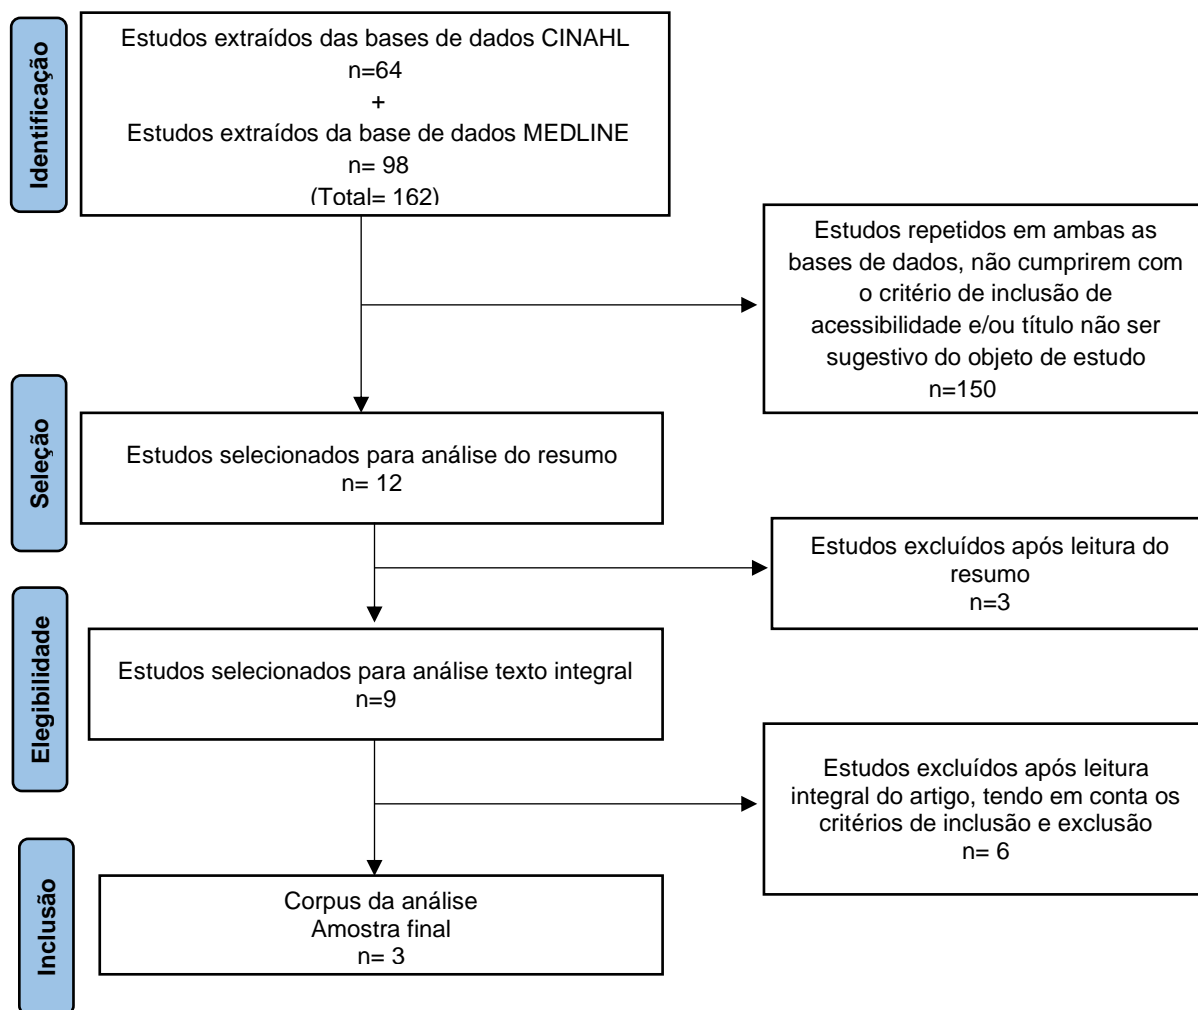 Identificação
Estudos extraídos das bases de dados CINAHL
n=64
+
Estudos extraídos da base de dados MEDLINE
n= 98
(Total= 162)
Estudos repetidos em ambas as
bases de dados, não cumprirem com
o critério de inclusão de
acessibilidade e/ou título não ser
sugestivo do objeto de estudo
n=150
Seleção
Estudos selecionados para análise do resumo
n= 12
Estudos excluídos após leitura do
resumo
n=3
Elegibilidade
Estudos selecionados para análise texto integral
n=9
Estudos excluídos após leitura
integral do artigo, tendo em conta os
critérios de inclusão e exclusão
n= 6
Inclusão
Corpus da análise
Amostra final
n= 3